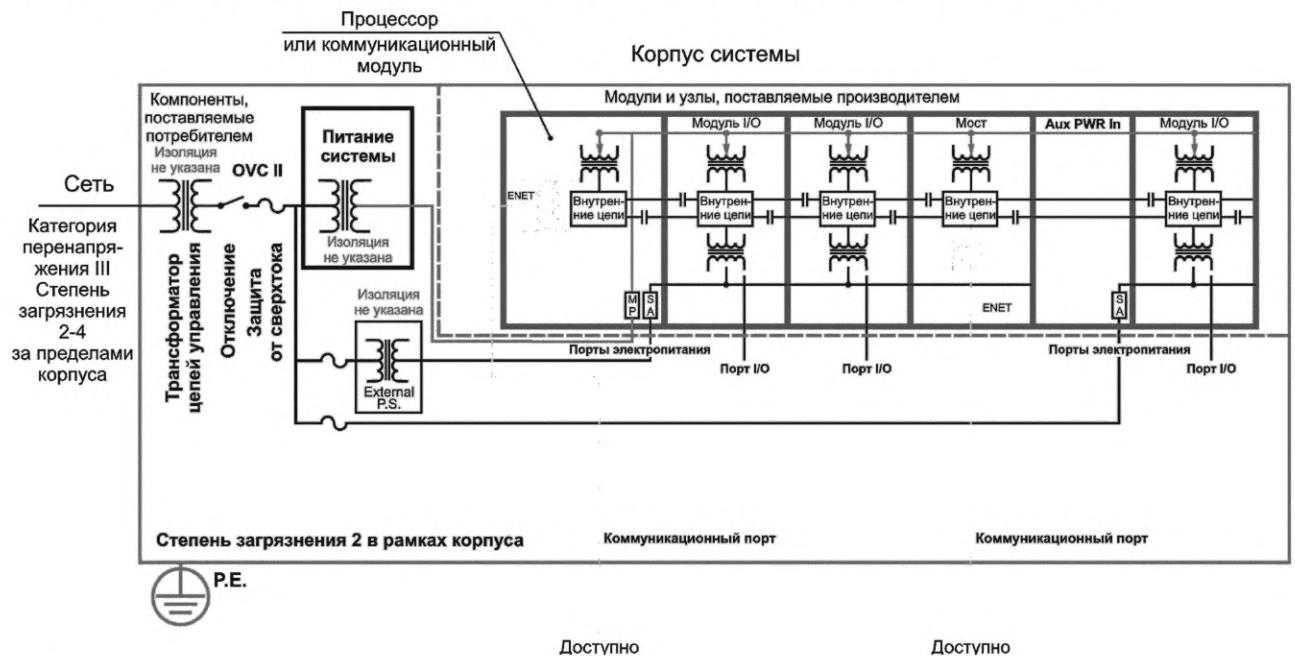 Процессор
или коммуникационный
модуль
Корпус системы
Компоненты,
поставляемые
потребителем
Изоляция
не указана
OVC II
Питание
системы
Изоляция
не указана
Модули и узлы, поставляемые производителем
Модуль I/O
Модуль I/O
Мост
Aux PWR In
Модуль I/O
Сеть
Категория
перенапря-
жения III
Степень
загрязнения
2-4
за пределами
корпуса
Трансформатор
цепей управления
Отключение
Защита
от сверхтока
ENET
Внутрен-
ние цепи
Внутрен-
ние цепи
Внутрен-
ние цепи
Внутрен-
ние цепи
Внутрен-
ние цепи
MP
SA
ENET
SA
Изоляция
не указана
External
P.S.
Порты электропитания
Порт I/O
Порт I/O
Порты электропитания
Порт I/O
Степень загрязнения 2 в рамках корпуса
Коммуникационный порт
Коммуникационный порт
P.E.
Доступно
Доступно